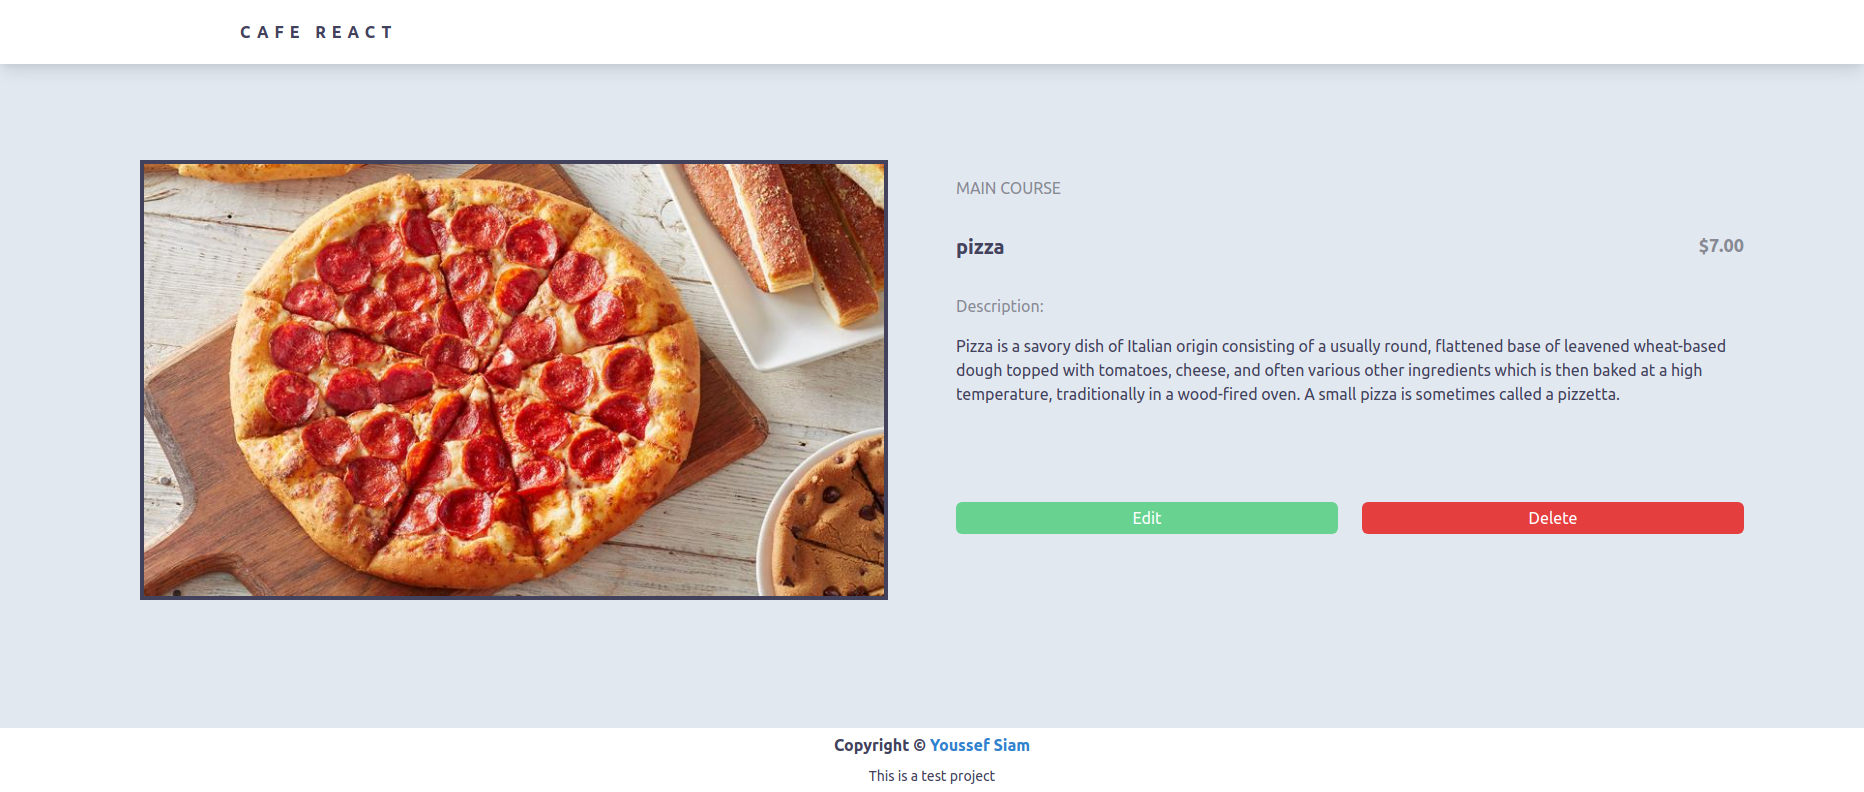 CAFE REACT
MAIN COURSE
pizza
$7.00
Description:
Pizza is a savory dish of Italian origin consisting of a usually round, flattened base of leavened wheat-based
dough topped with tomatoes, cheese, and often various other ingredients which is then baked at a high
temperature, traditionally in a wood-fired oven. A small pizza is sometimes called a pizzetta.
Edit
Delete
Copyright © Youssef Siam
This is a test project